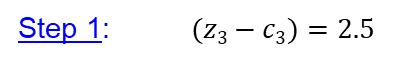 Step 1: (z₃ − c₃) = 2.5